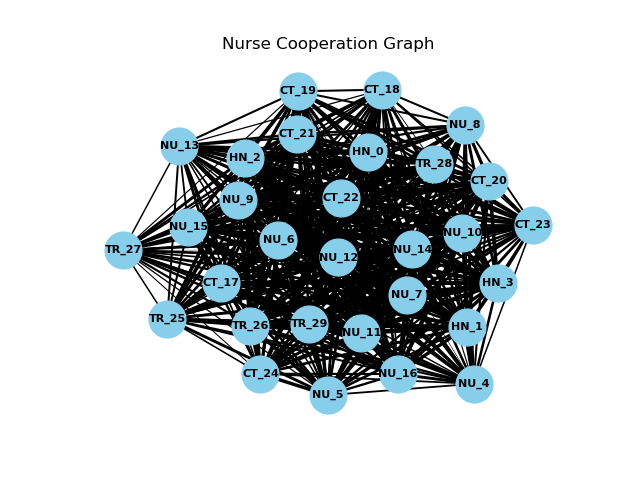 Nurse Cooperation Graph
CT_19
CT_18
NU_8
CT_21
NU_13
HN_0
HN_2
TR_28
CT_20
CT_22
NU_9
CT_23
NU_15
NU_10
NU_6
NU_14
TR_27
NU_12
CT_17
HN_3
NU_7
TR_25
TR_29
TR_26
HN_1
NU_11
CT_24
NU_16
NU_4
NU_5